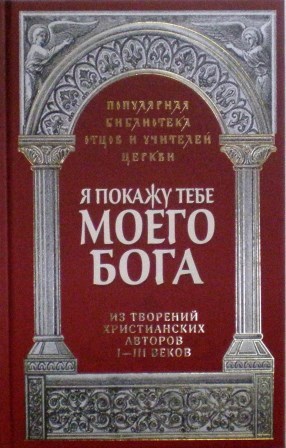 ПОПУЛЯРНАЯ
БИБЛИОТЕКА
ОТЦОВ И УЧИТЕЛЕЙ
ЦЕРКВИ
Я ПОКАЖУ ТЕБЕ
МОЕГО
БОГА
ИЗ ТВОРЕНИЙ
ХРИСТИАНСКИХ
АВТОРОВ
I—III ВЕКОВ